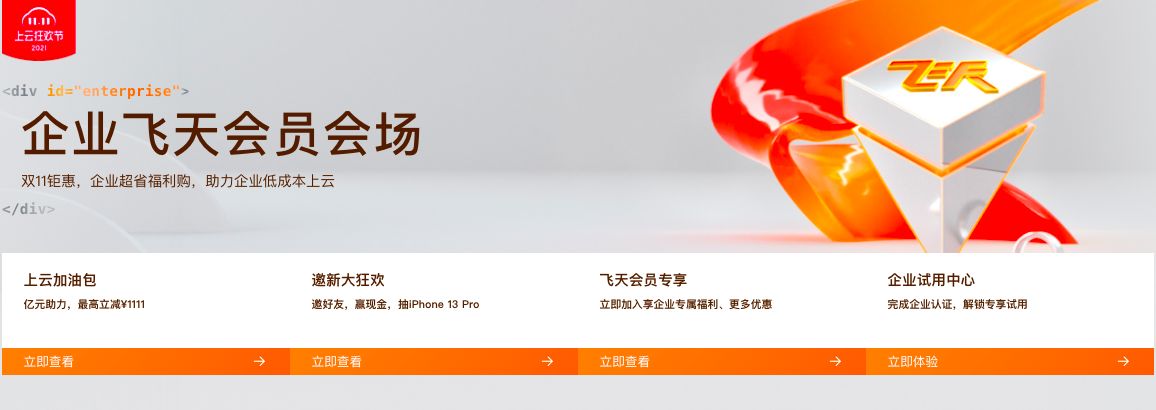 11.11
上云狂欢节
2021
<div id="enterprise">
企业飞天会员会场
双11钜惠，企业超省福利购，助力企业低成本上云
</div>
上云加油包
亿元助力，最高立减¥1111
立即查看 →
邀新大狂欢
邀好友，赢现金，抽iPhone 13 Pro
立即查看 →
飞天会员专享
立即加入享企业专属福利、更多优惠
立即查看 →
企业试用中心
完成企业认证，解锁专享试用
立即体验 →